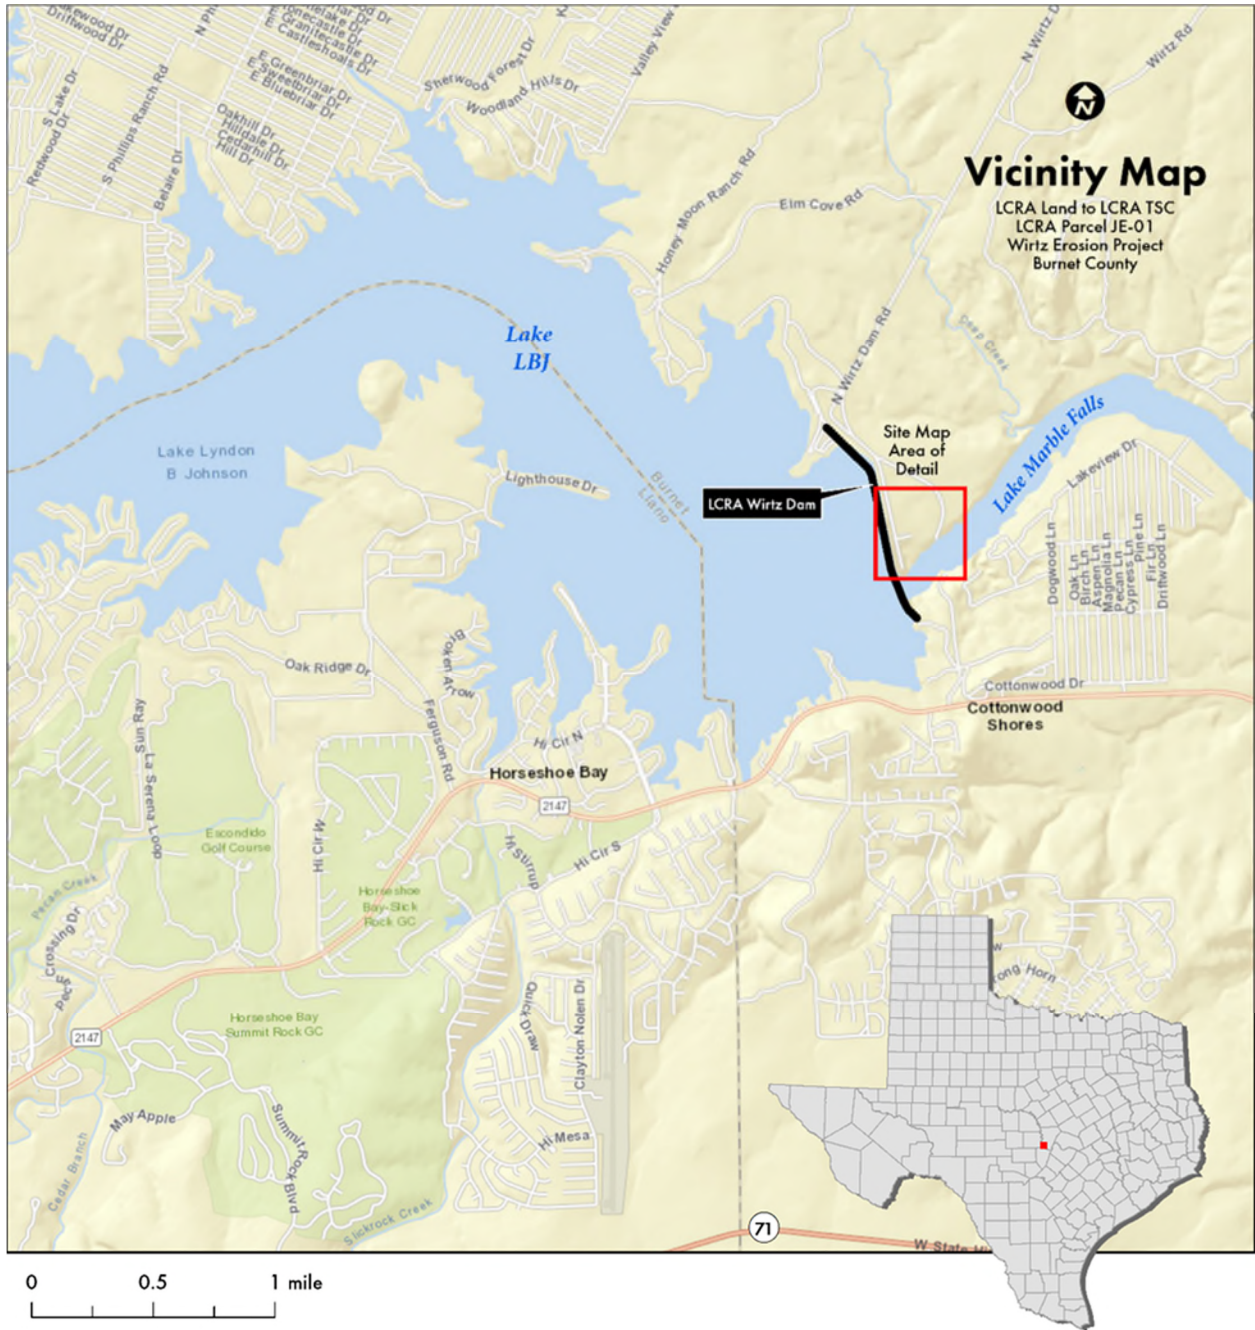 Lakewood Dr
Driftwood Dr
S Lake Dr
Redwood Dr
S Phillips Ranch Rd
Belaire Dr
Granitecastle Dr
Castleshoals Dr
E Greenbriar Dr
E Sweetbriar Dr
E Bluebriar Dr
Oakhill Dr
Hilldale Dr
Cedarhill Dr
Hill Dr
Sherwood Forest Dr
Woodland Hills Dr
Valley View
N Wirtz D
Wirtz Rd
N
Vicinity Map
LCRA Land to LCRA TSC
LCRA Parcel JE-01
Wirtz Erosion Project
Burnet County
Honey Moon Ranch Rd
Elm Cove Rd
N Wirtz Dam Rd
Creek
Lake
LBJ
Lake Lyndon
B Johnson
Lake Marble Falls
Site Map
Area of
Detail
LCRA Wirtz Dam
Burnet
Llano
Lighthouse Dr
Lakeview Dr
Dogwood Ln
Oak Ln
Birch Ln
Aspen Ln
Magnolia Ln
Pecan Ln
Cypress Ln
Pine Ln
Fir Ln
Driftwood Ln
Oak Ridge Dr
Broken Arrow
Ferguson Rd
Cottonwood Dr
Cottonwood
Shores
Sun Ray
La Serena Loop
Hi Cir N
Horseshoe Bay
2147
Escondido
Golf Course
Hi Cir W
Hi Stirrup
Hi Cir S
Pecan Creek
Horseshoe
Bay-Slick
Rock GC
Crossing Dr
Horseshoe Bay
Summit Rock GC
Quick Draw
Clayton Nolen Dr
ong Horn
2147
May Apple
Summit Rock Blvd
Hi Mesa
Cedar Branch
Slickrock Creek
71
W State H
0 0.5 1 mile